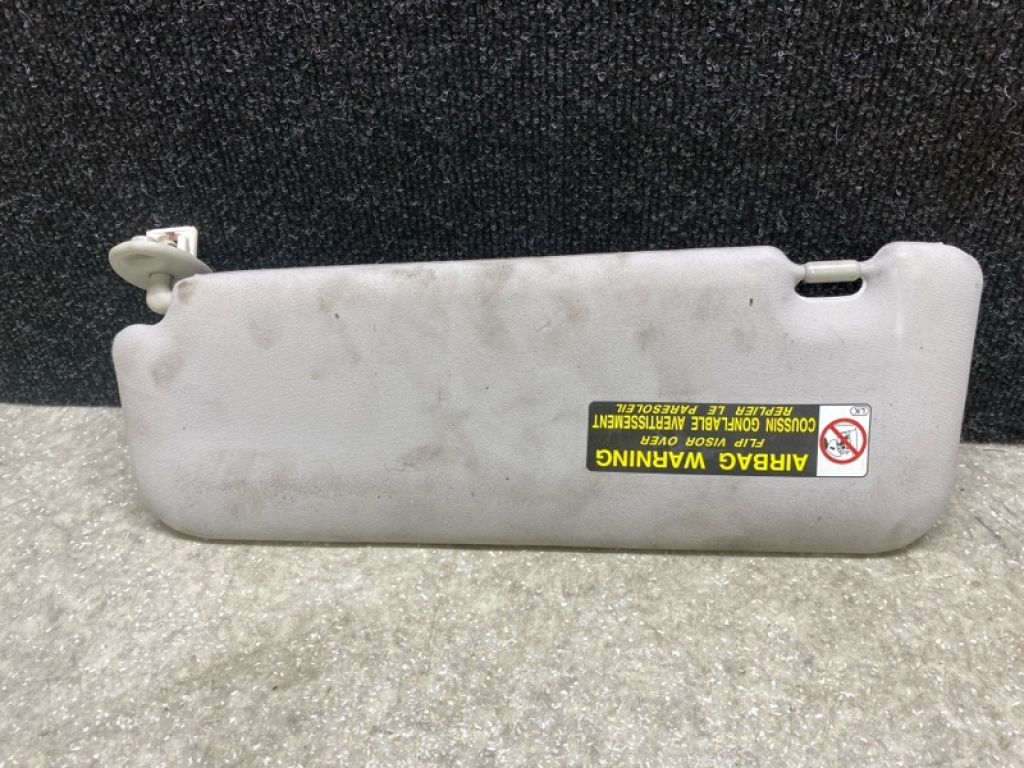 AIRBAG WARNING
FLIP VISOR OVER
COUSSIN GONFLABLE AVERTISSEMENT
REPLIER LE PARESOLEIL